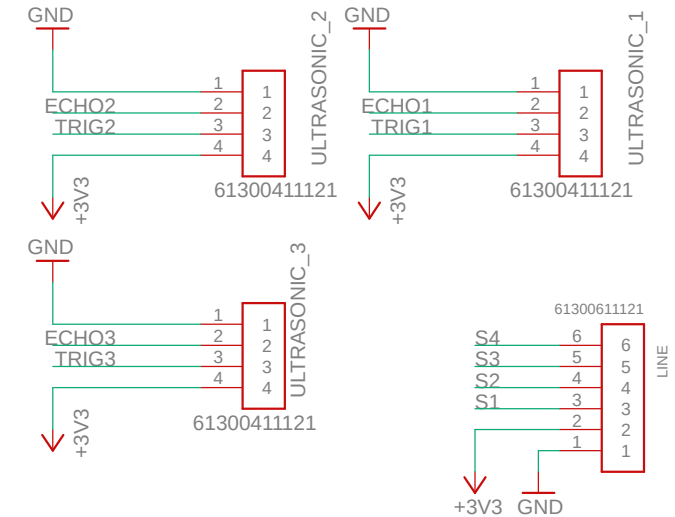 GND
ULTRASONIC_2
1 1
ECHO2 2 2
TRIG2 3 3
4 4
61300411121
+3V3
GND
ULTRASONIC_1
1 1
ECHO1 2 2
TRIG1 3 3
4 4
61300411121
+3V3
GND
ULTRASONIC_3
1 1
ECHO3 2 2
TRIG3 3 3
4 4
61300411121
+3V3
61300611121
LINE
S4 6 6
S3 5 5
S2 4 4
S1 3 3
2 2
1 1
+3V3 GND